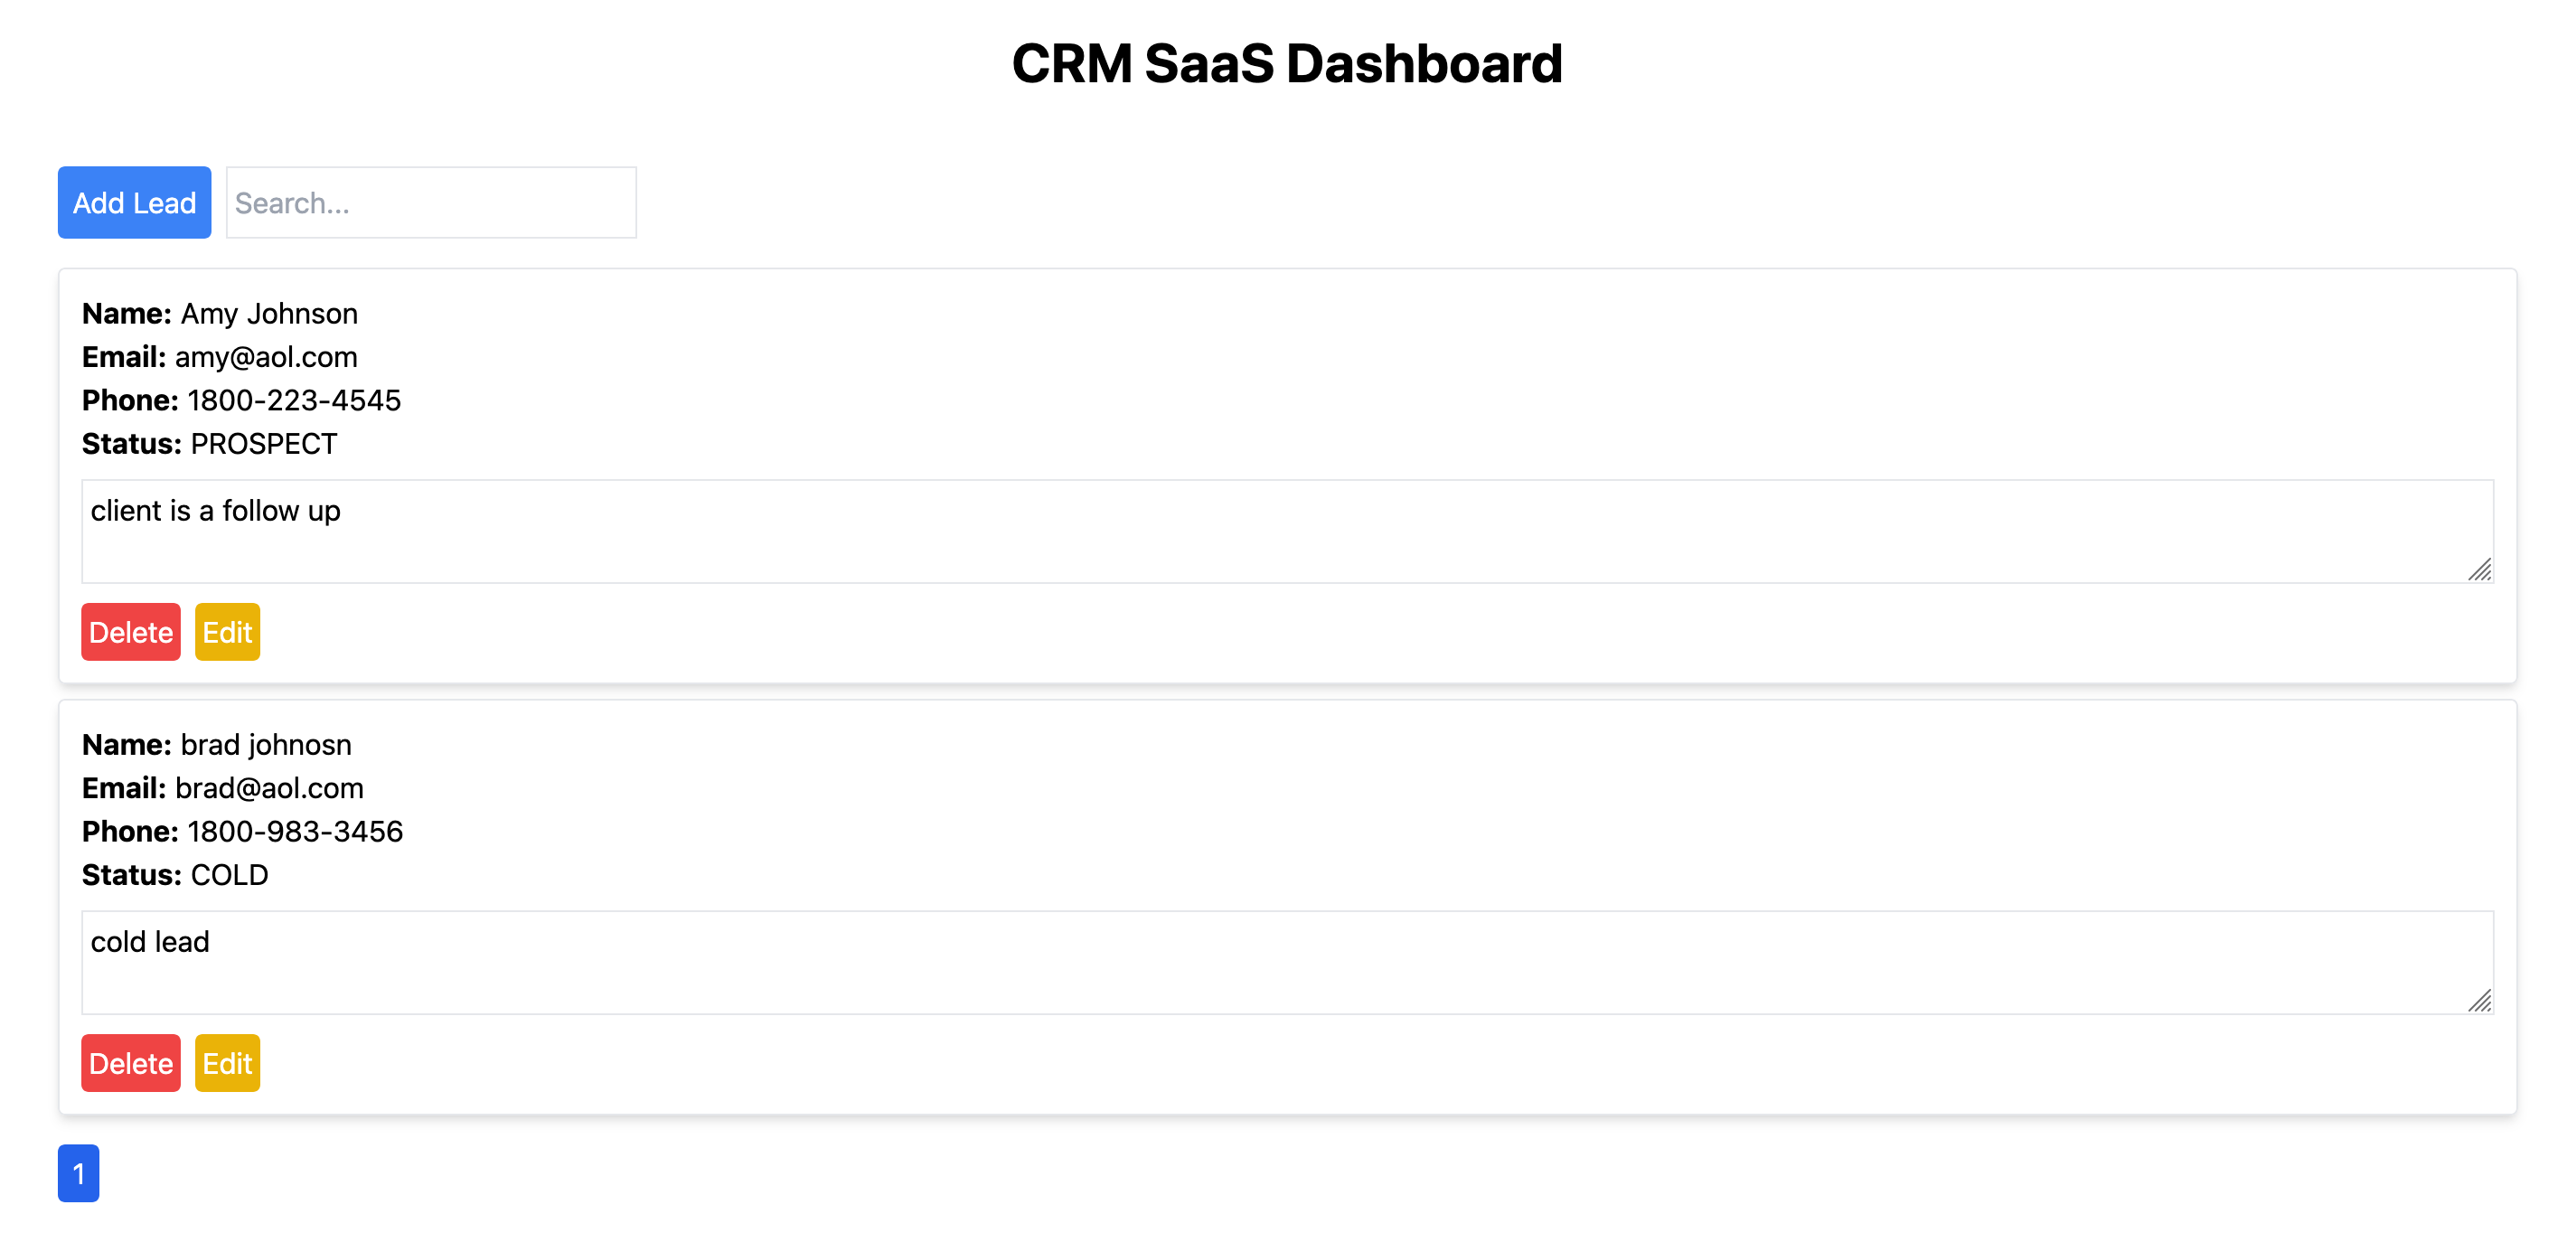 CRM SaaS Dashboard
Add Lead Search...
Name: Amy Johnson
Email: amy@aol.com
Phone: 1800-223-4545
Status: PROSPECT
client is a follow up
Delete Edit
Name: brad johnosn
Email: brad@aol.com
Phone: 1800-983-3456
Status: COLD
cold lead
Delete Edit
1